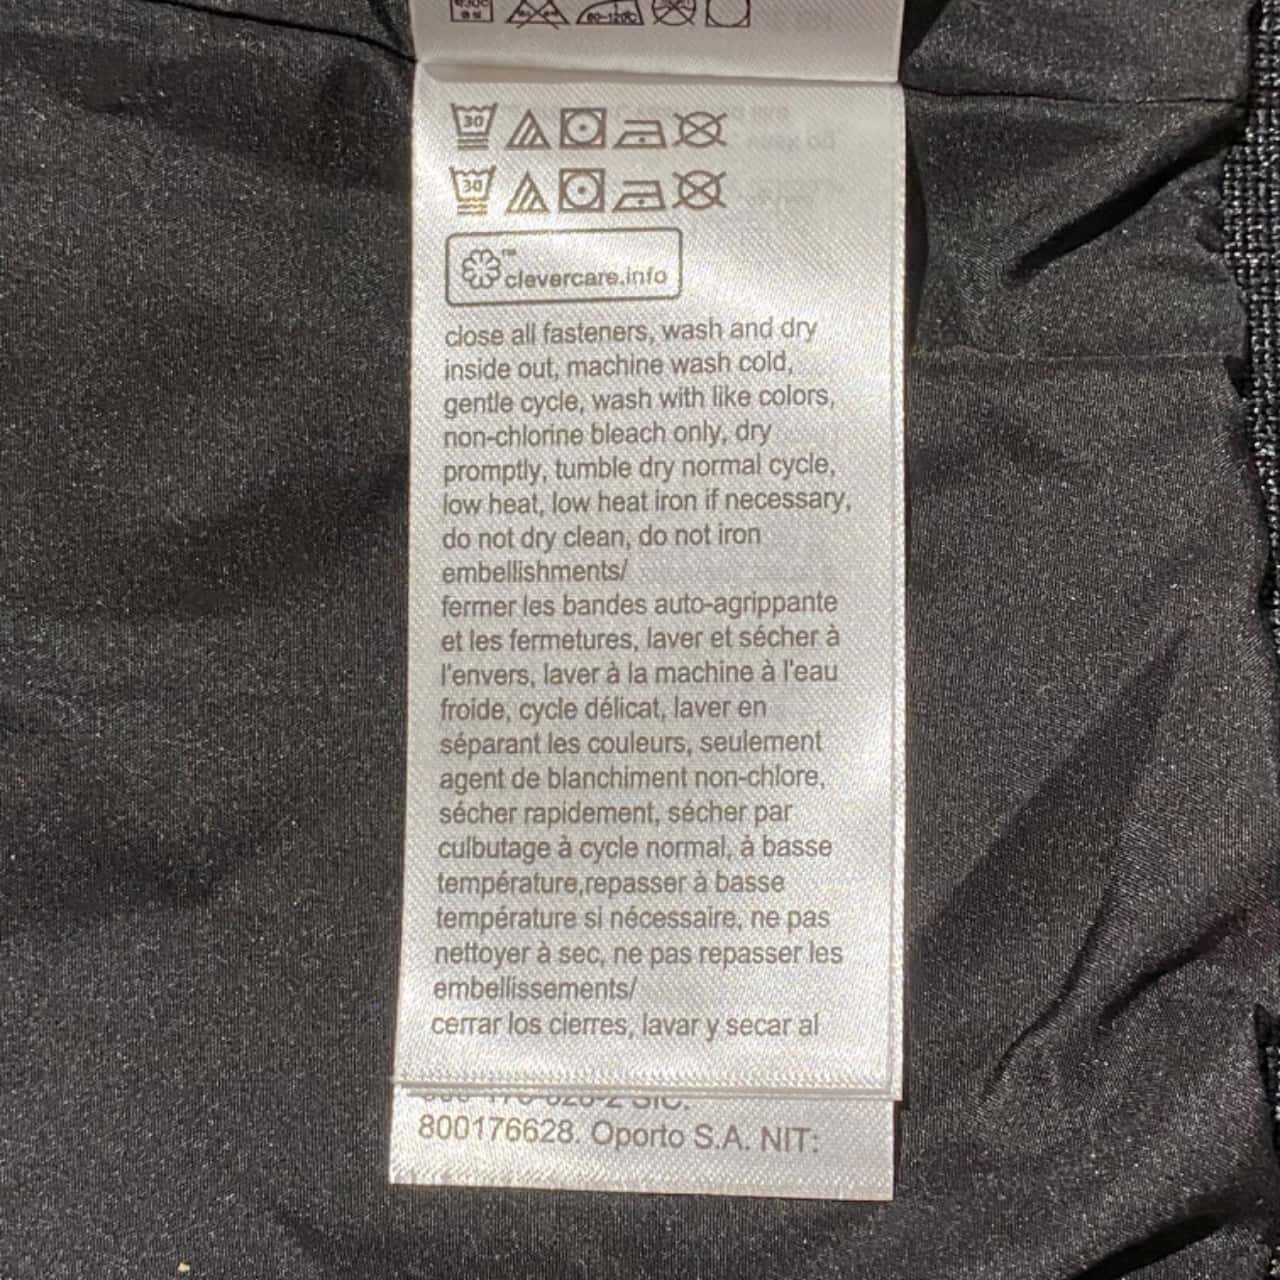 30
30
™
clevercare.info
close all fasteners, wash and dry
inside out, machine wash cold,
gentle cycle, wash with like colors,
non-chlorine bleach only, dry
promptly, tumble dry normal cycle,
low heat, low heat iron if necessary,
do not dry clean, do not iron
embellishments/
fermer les bandes auto-agrippante
et les fermetures, laver et sécher à
l'envers, laver à la machine à l'eau
froide, cycle délicat, laver en
séparant les couleurs, seulement
agent de blanchiment non-chlore,
sécher rapidement, sécher par
culbutage à cycle normal, à basse
température,repasser à basse
température si nécessaire, ne pas
nettoyer à sec, ne pas repasser les
embellissements/
cerrar los cierres, lavar y secar al
800176628. Oporto S.A. NIT: